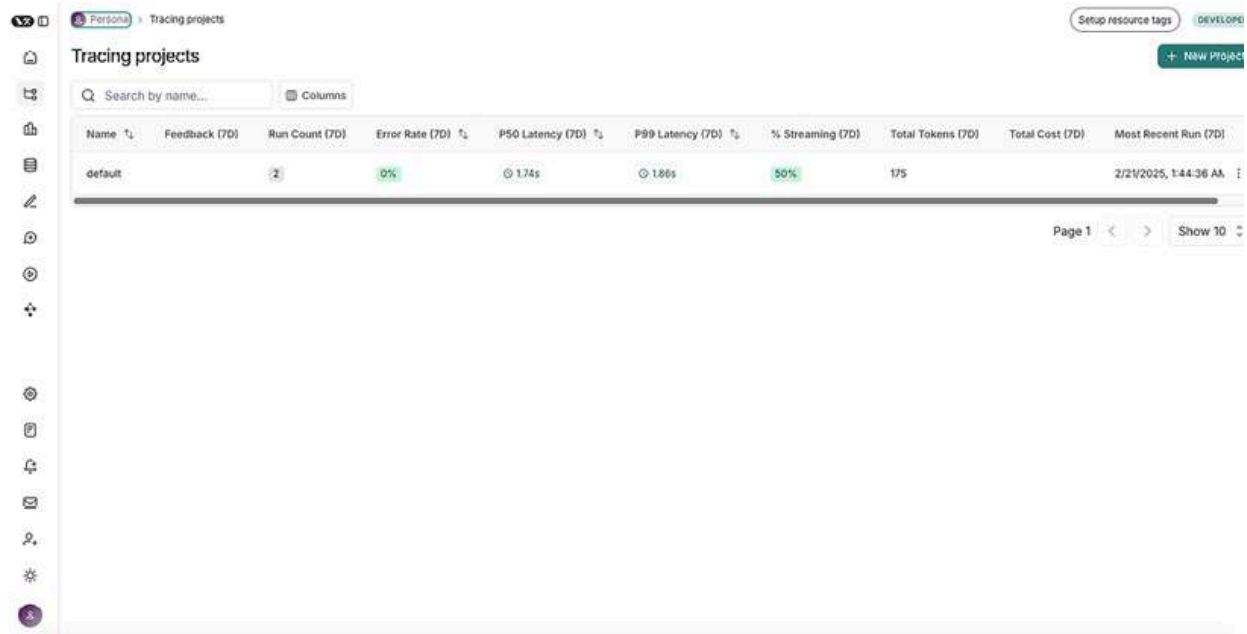 Personal > Tracing projects
Setup resource tags
DEVELOPE
Tracing projects
+ New Project
Search by name...
Columns
Name Feedback (7D) Run Count (7D) Error Rate (7D) P50 Latency (7D) P99 Latency (7D) % Streaming (7D) Total Tokens (7D) Total Cost (7D) Most Recent Run (7D)
default 2 0% 1.74s 1.86s 50% 175 2/21/2025, 1:44:36 AM
Page 1 < > Show 10